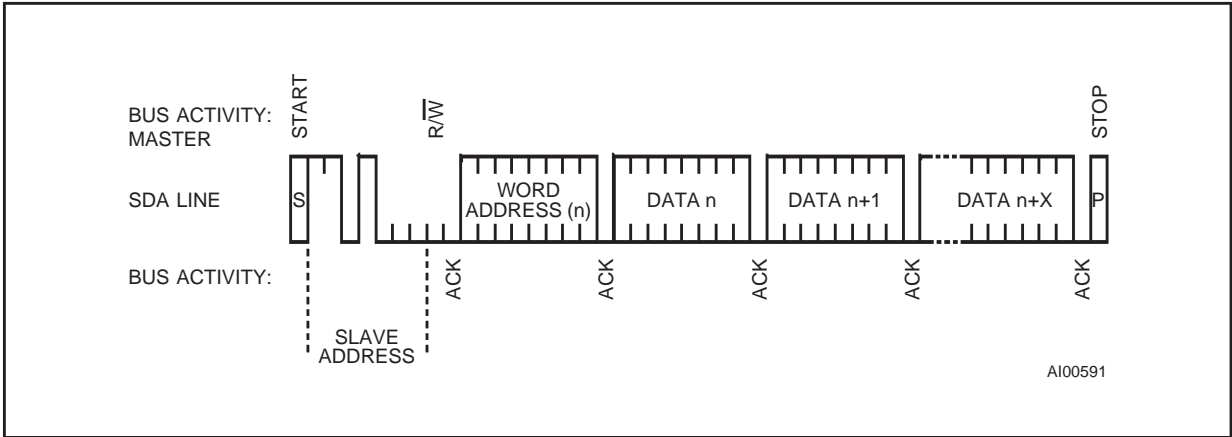 START
R/W
STOP
BUS ACTIVITY:
MASTER
SDA LINE
S
WORD
ADDRESS (n)
DATA n
DATA n+1
DATA n+X
P
BUS ACTIVITY:
ACK
ACK
ACK
ACK
ACK
SLAVE
ADDRESS
AI00591